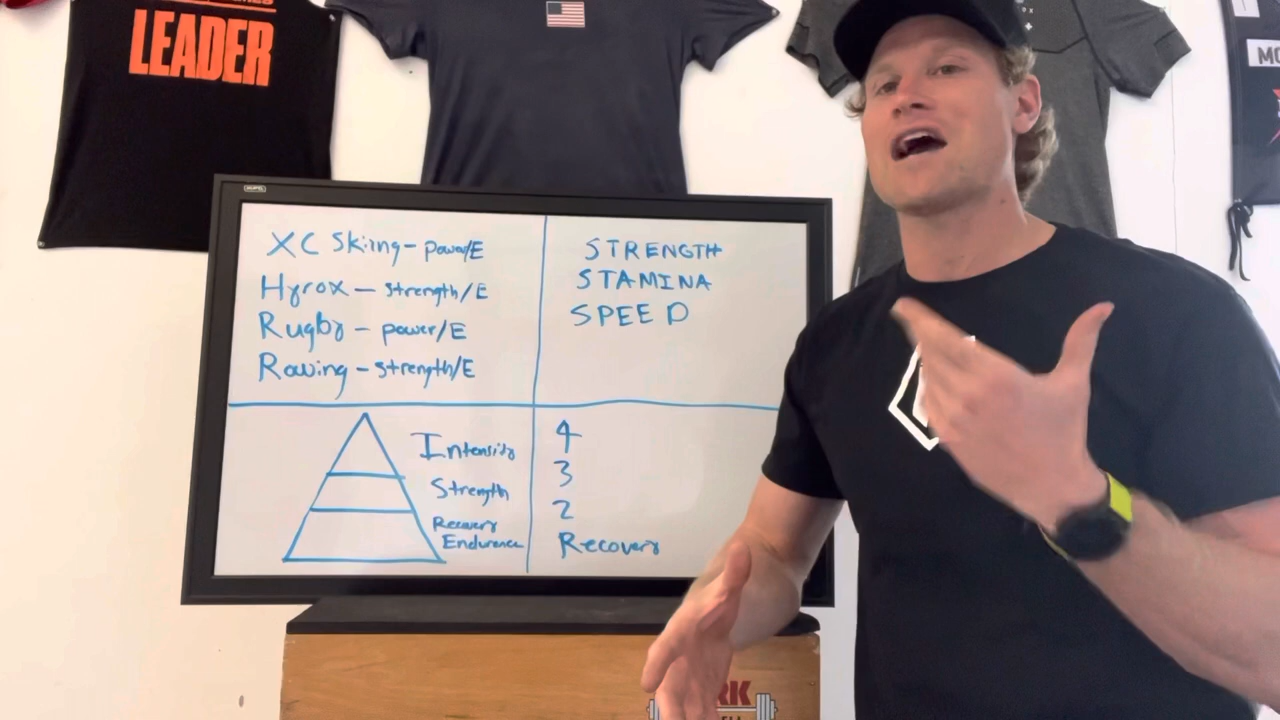 LEADER
XC Skiing - power/E
Hyrox - strength/E
Rugby - power/E
Rowing - strength/E
STRENGTH
STAMINA
SPEED
Intensity
Strength
Recovery
Endurance
4
3
2
Recovery